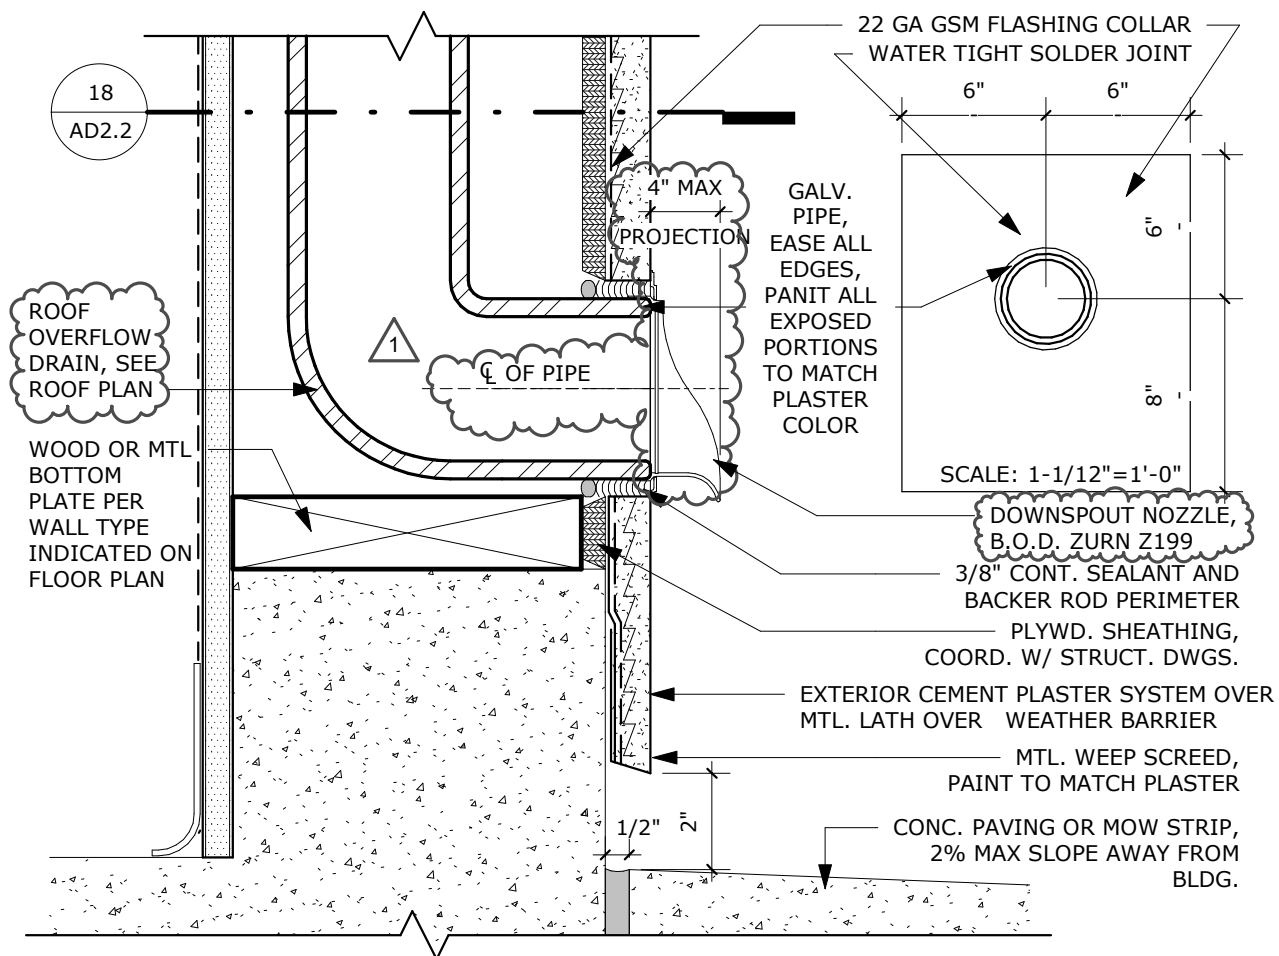 22 GA GSM FLASHING COLLAR
WATER TIGHT SOLDER JOINT
6"
6"
18
AD2.2
4" MAX
PROJECTION
GALV.
PIPE,
EASE ALL
EDGES,
PANIT ALL
EXPOSED
PORTIONS
TO MATCH
PLASTER
COLOR
6"
8"
SCALE: 1-1/12"=1'-0"
ROOF
OVERFLOW
DRAIN, SEE
ROOF PLAN
1
℄ OF PIPE
WOOD OR MTL
BOTTOM
PLATE PER
WALL TYPE
INDICATED ON
FLOOR PLAN
DOWNSPOUT NOZZLE,
B.O.D. ZURN Z199
3/8" CONT. SEALANT AND
BACKER ROD PERIMETER
PLYWD. SHEATHING,
COORD. W/ STRUCT. DWGS.
EXTERIOR CEMENT PLASTER SYSTEM OVER
MTL. LATH OVER WEATHER BARRIER
MTL. WEEP SCREED,
PAINT TO MATCH PLASTER
1/2"
2"
CONC. PAVING OR MOW STRIP,
2% MAX SLOPE AWAY FROM
BLDG.